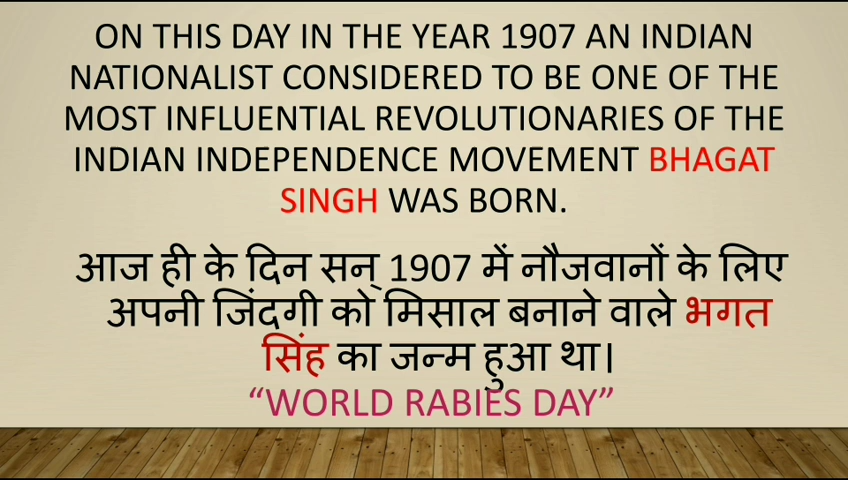 ON THIS DAY IN THE YEAR 1907 AN INDIAN
NATIONALIST CONSIDERED TO BE ONE OF THE
MOST INFLUENTIAL REVOLUTIONARIES OF THE
INDIAN INDEPENDENCE MOVEMENT BHAGAT
SINGH WAS BORN.
आज ही के दिन सन् 1907 में नौजवानों के लिए
अपनी जिंदगी को मिसाल बनाने वाले भगत
सिंह का जन्म हुआ था।
“WORLD RABIES DAY”